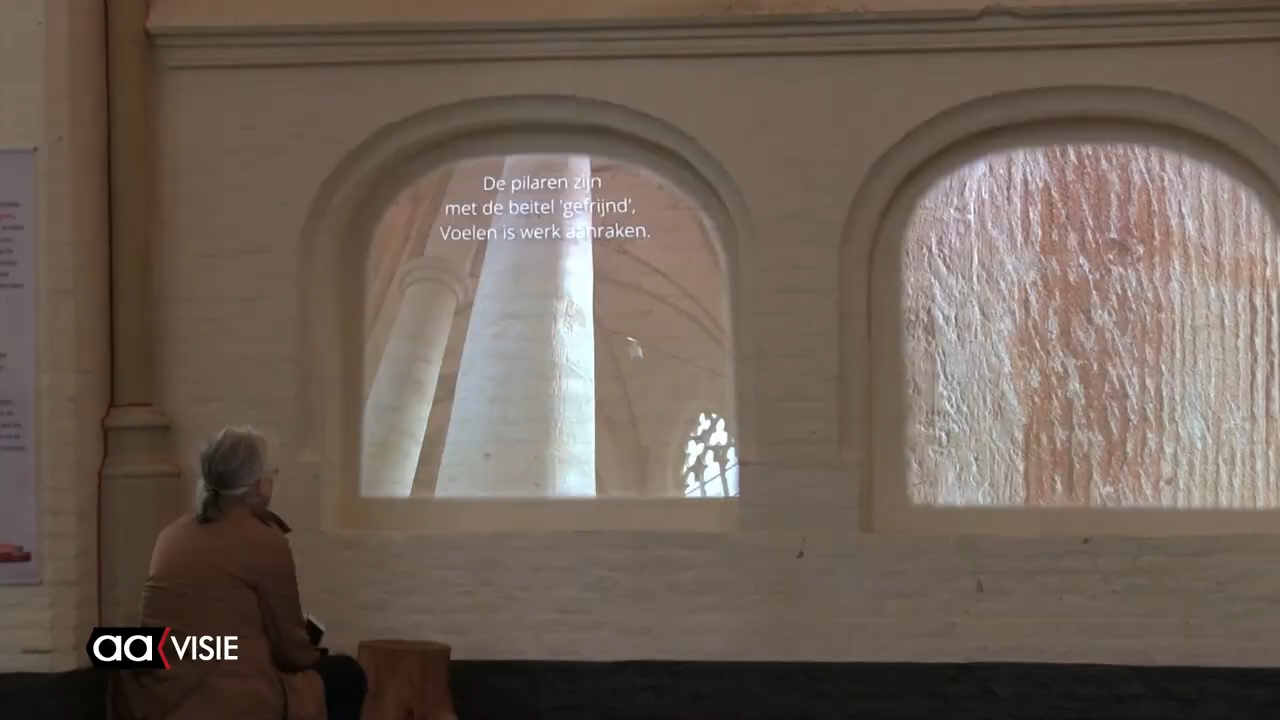 De pilaren zijn
met de beitel 'gefrijnd',
Voelen is werk aanraken.
aa VISIE